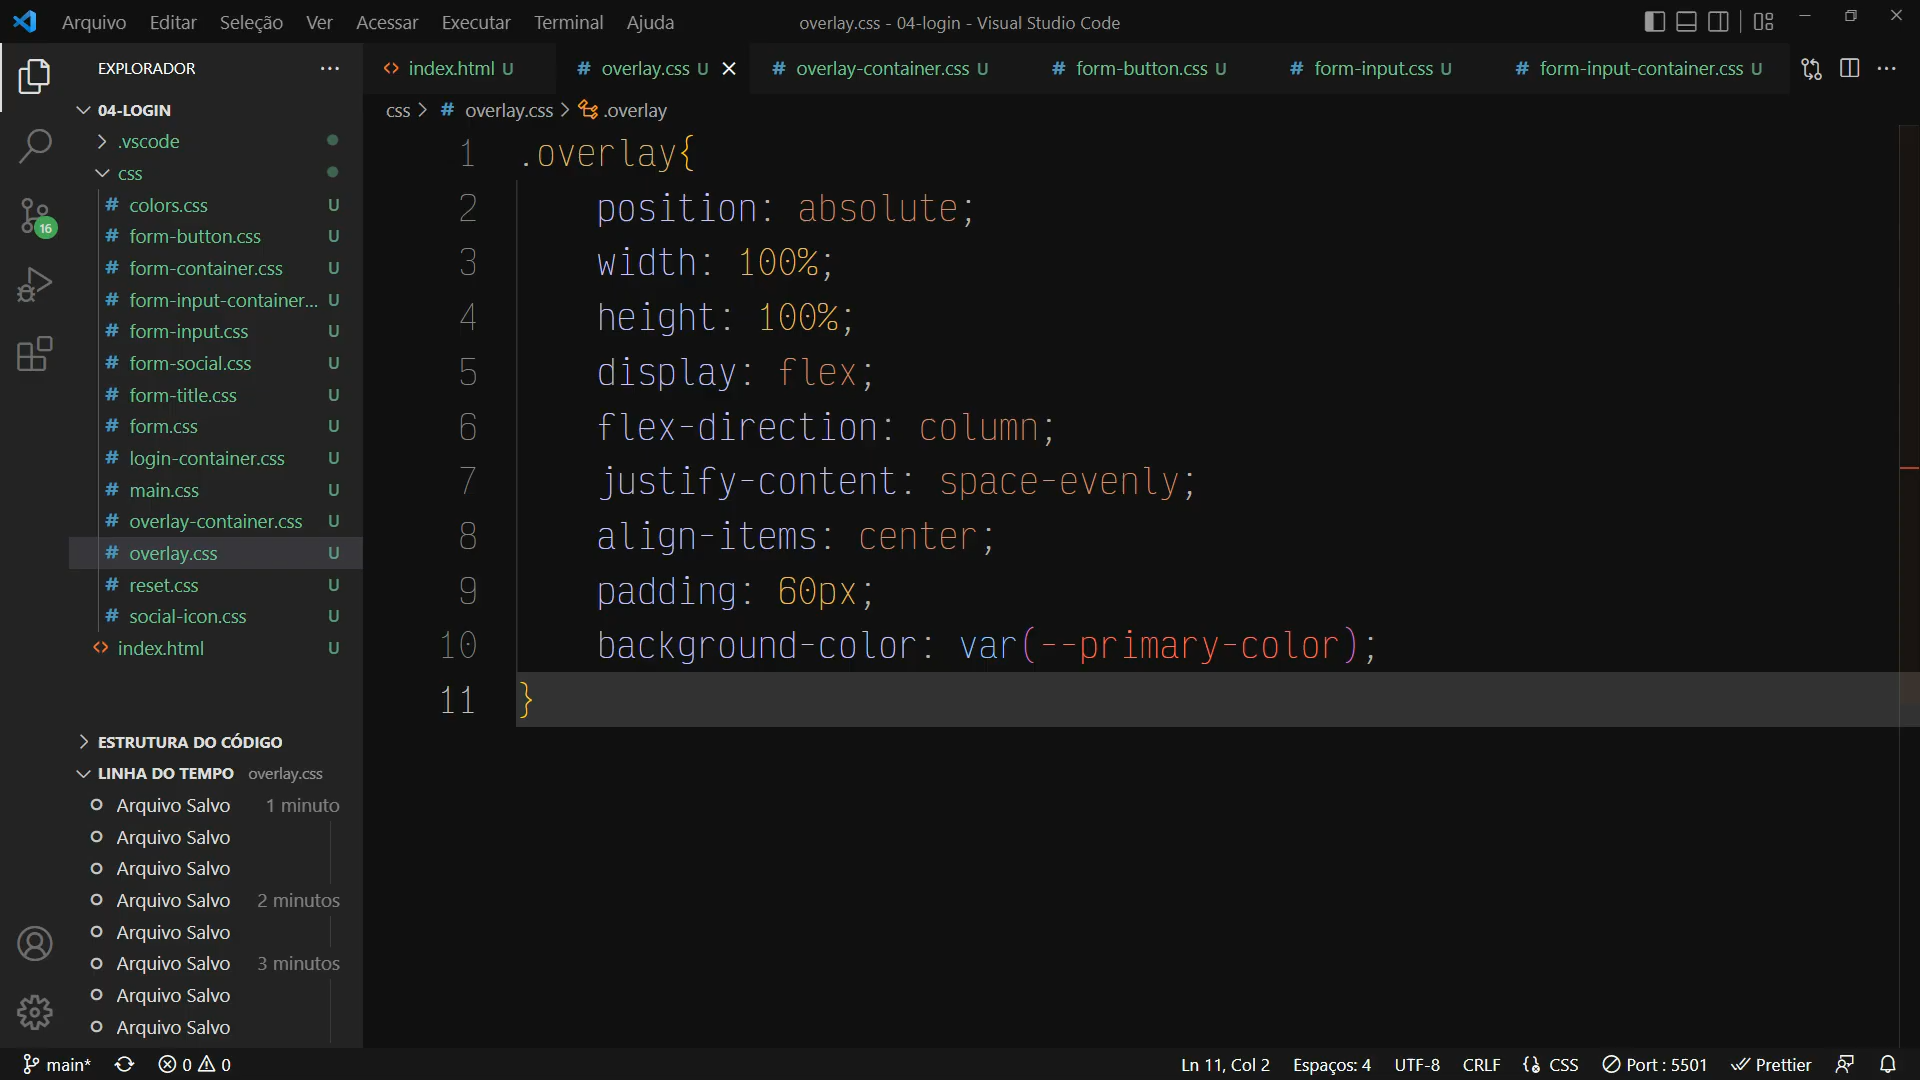 Arquivo Editar Seleção Ver Acessar Executar Terminal Ajuda
overlay.css - 04-login - Visual Studio Code
EXPLORADOR
index.html U
overlay.css U
overlay-container.css U
form-button.css U
form-input.css U
form-input-container.css U
04-LOGIN
css > # overlay.css > .overlay
.vscode
css
colors.css U
form-button.css U
form-container.css U
form-input-container... U
form-input.css U
form-social.css U
form-title.css U
form.css U
login-container.css U
main.css U
overlay-container.css U
overlay.css U
reset.css U
social-icon.css U
index.html U
16
ESTRUTURA DO CÓDIGO
LINHA DO TEMPO overlay.css
Arquivo Salvo 1 minuto
Arquivo Salvo
Arquivo Salvo
Arquivo Salvo 2 minutos
Arquivo Salvo
Arquivo Salvo 3 minutos
Arquivo Salvo
Arquivo Salvo
1 .overlay{
2 position: absolute;
3 width: 100%;
4 height: 100%;
5 display: flex;
6 flex-direction: column;
7 justify-content: space-evenly;
8 align-items: center;
9 padding: 60px;
10 background-color: var(--primary-color);
11 }
main* 0 0
Ln 11, Col 2 Espaços: 4 UTF-8 CRLF CSS Port : 5501 Prettier